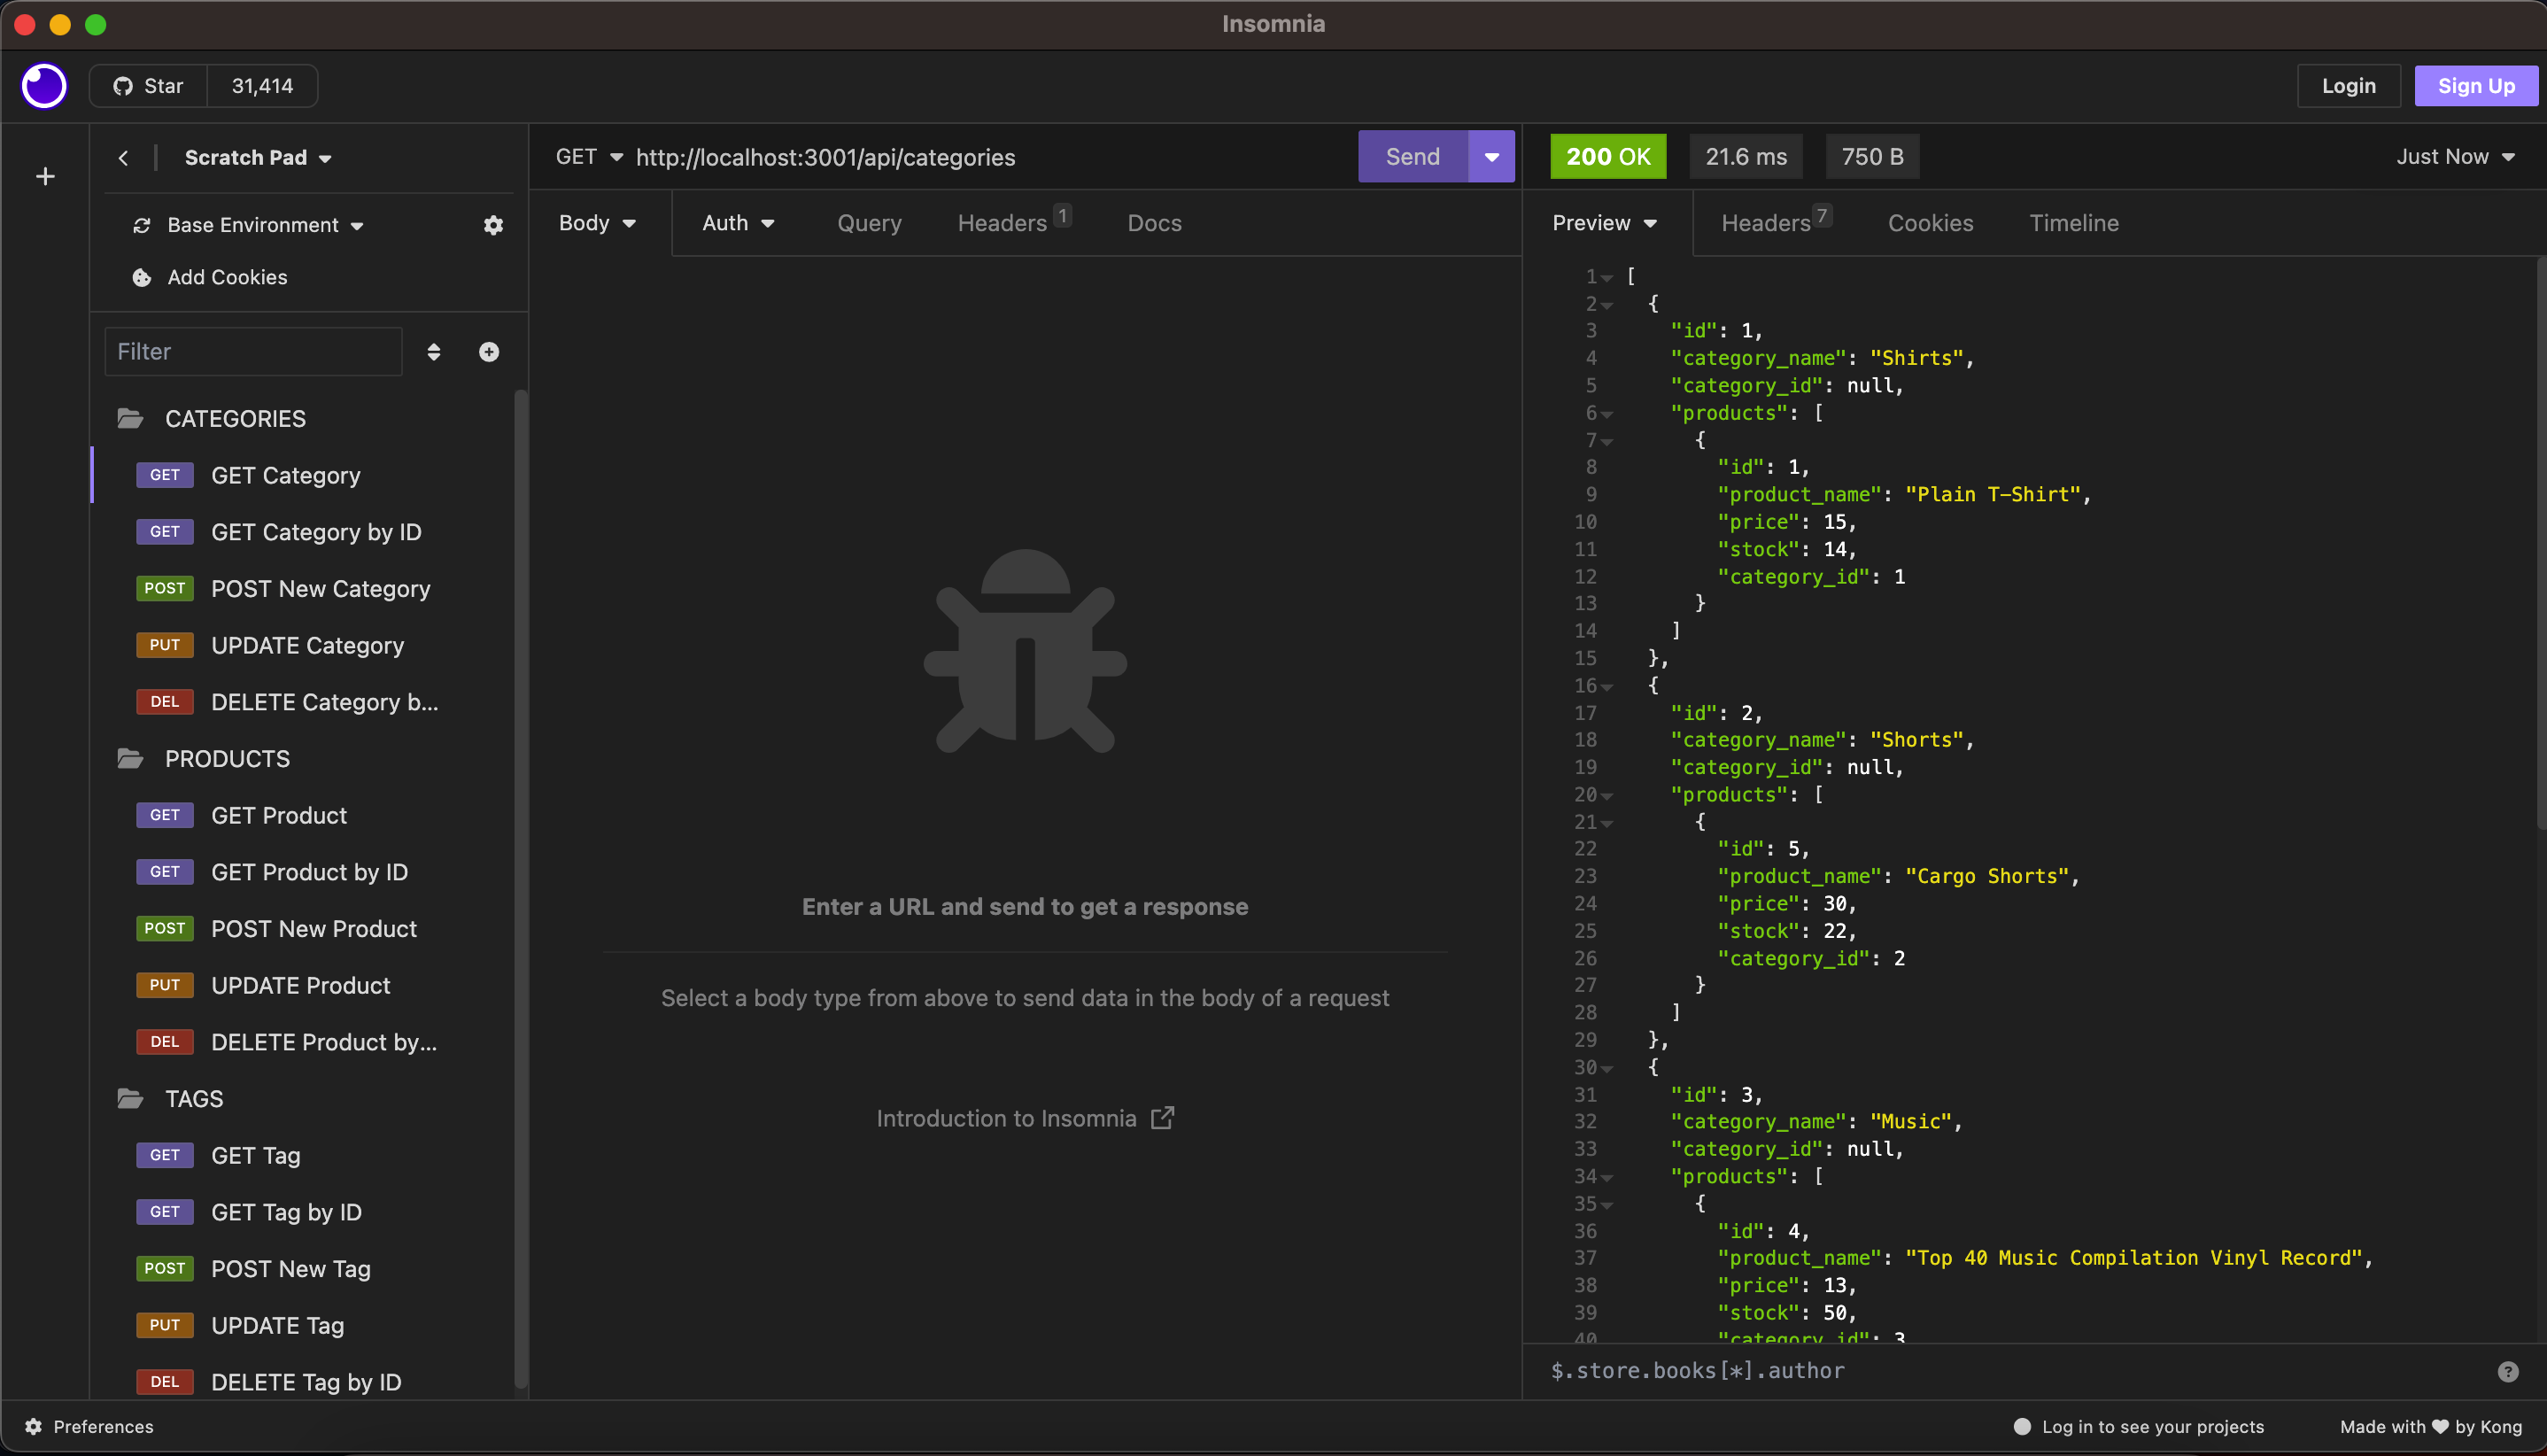 Insomnia
Star 31,414
Login Sign Up
Scratch Pad
Base Environment
Add Cookies
Filter
CATEGORIES
GET GET Category
GET GET Category by ID
POST POST New Category
PUT UPDATE Category
DEL DELETE Category b...
PRODUCTS
GET GET Product
GET GET Product by ID
POST POST New Product
PUT UPDATE Product
DEL DELETE Product by...
TAGS
GET GET Tag
GET GET Tag by ID
POST POST New Tag
PUT UPDATE Tag
DEL DELETE Tag by ID
GET http://localhost:3001/api/categories Send
Body Auth Query Headers 1 Docs
Enter a URL and send to get a response
Select a body type from above to send data in the body of a request
Introduction to Insomnia
200 OK 21.6 ms 750 B Just Now
Preview Headers 7 Cookies Timeline
1 [
2 {
3 "id": 1,
4 "category_name": "Shirts",
5 "category_id": null,
6 "products": [
7 {
8 "id": 1,
9 "product_name": "Plain T-Shirt",
10 "price": 15,
11 "stock": 14,
12 "category_id": 1
13 }
14 ]
15 },
16 {
17 "id": 2,
18 "category_name": "Shorts",
19 "category_id": null,
20 "products": [
21 {
22 "id": 5,
23 "product_name": "Cargo Shorts",
24 "price": 30,
25 "stock": 22,
26 "category_id": 2
27 }
28 ]
29 },
30 {
31 "id": 3,
32 "category_name": "Music",
33 "category_id": null,
34 "products": [
35 {
36 "id": 4,
37 "product_name": "Top 40 Music Compilation Vinyl Record",
38 "price": 13,
39 "stock": 50,
40 "category_id": 3
$.store.books[*].author
Preferences
Log in to see your projects
Made with ♥ by Kong